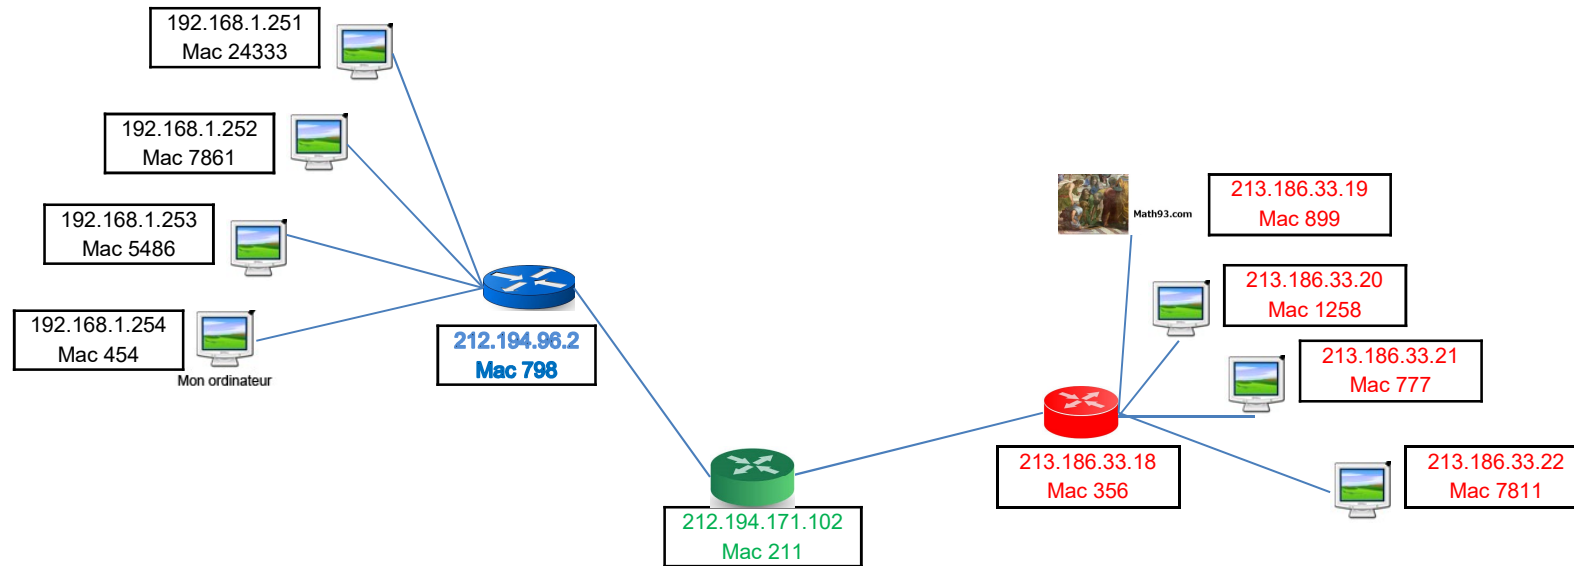 192.168.1.251
Mac 24333
192.168.1.252
Mac 7861
192.168.1.253
Mac 5486
192.168.1.254
Mac 454
Mon ordinateur
212.194.96.2
Mac 798
212.194.171.102
Mac 211
Math93.com
213.186.33.19
Mac 899
213.186.33.20
Mac 1258
213.186.33.21
Mac 777
213.186.33.18
Mac 356
213.186.33.22
Mac 7811